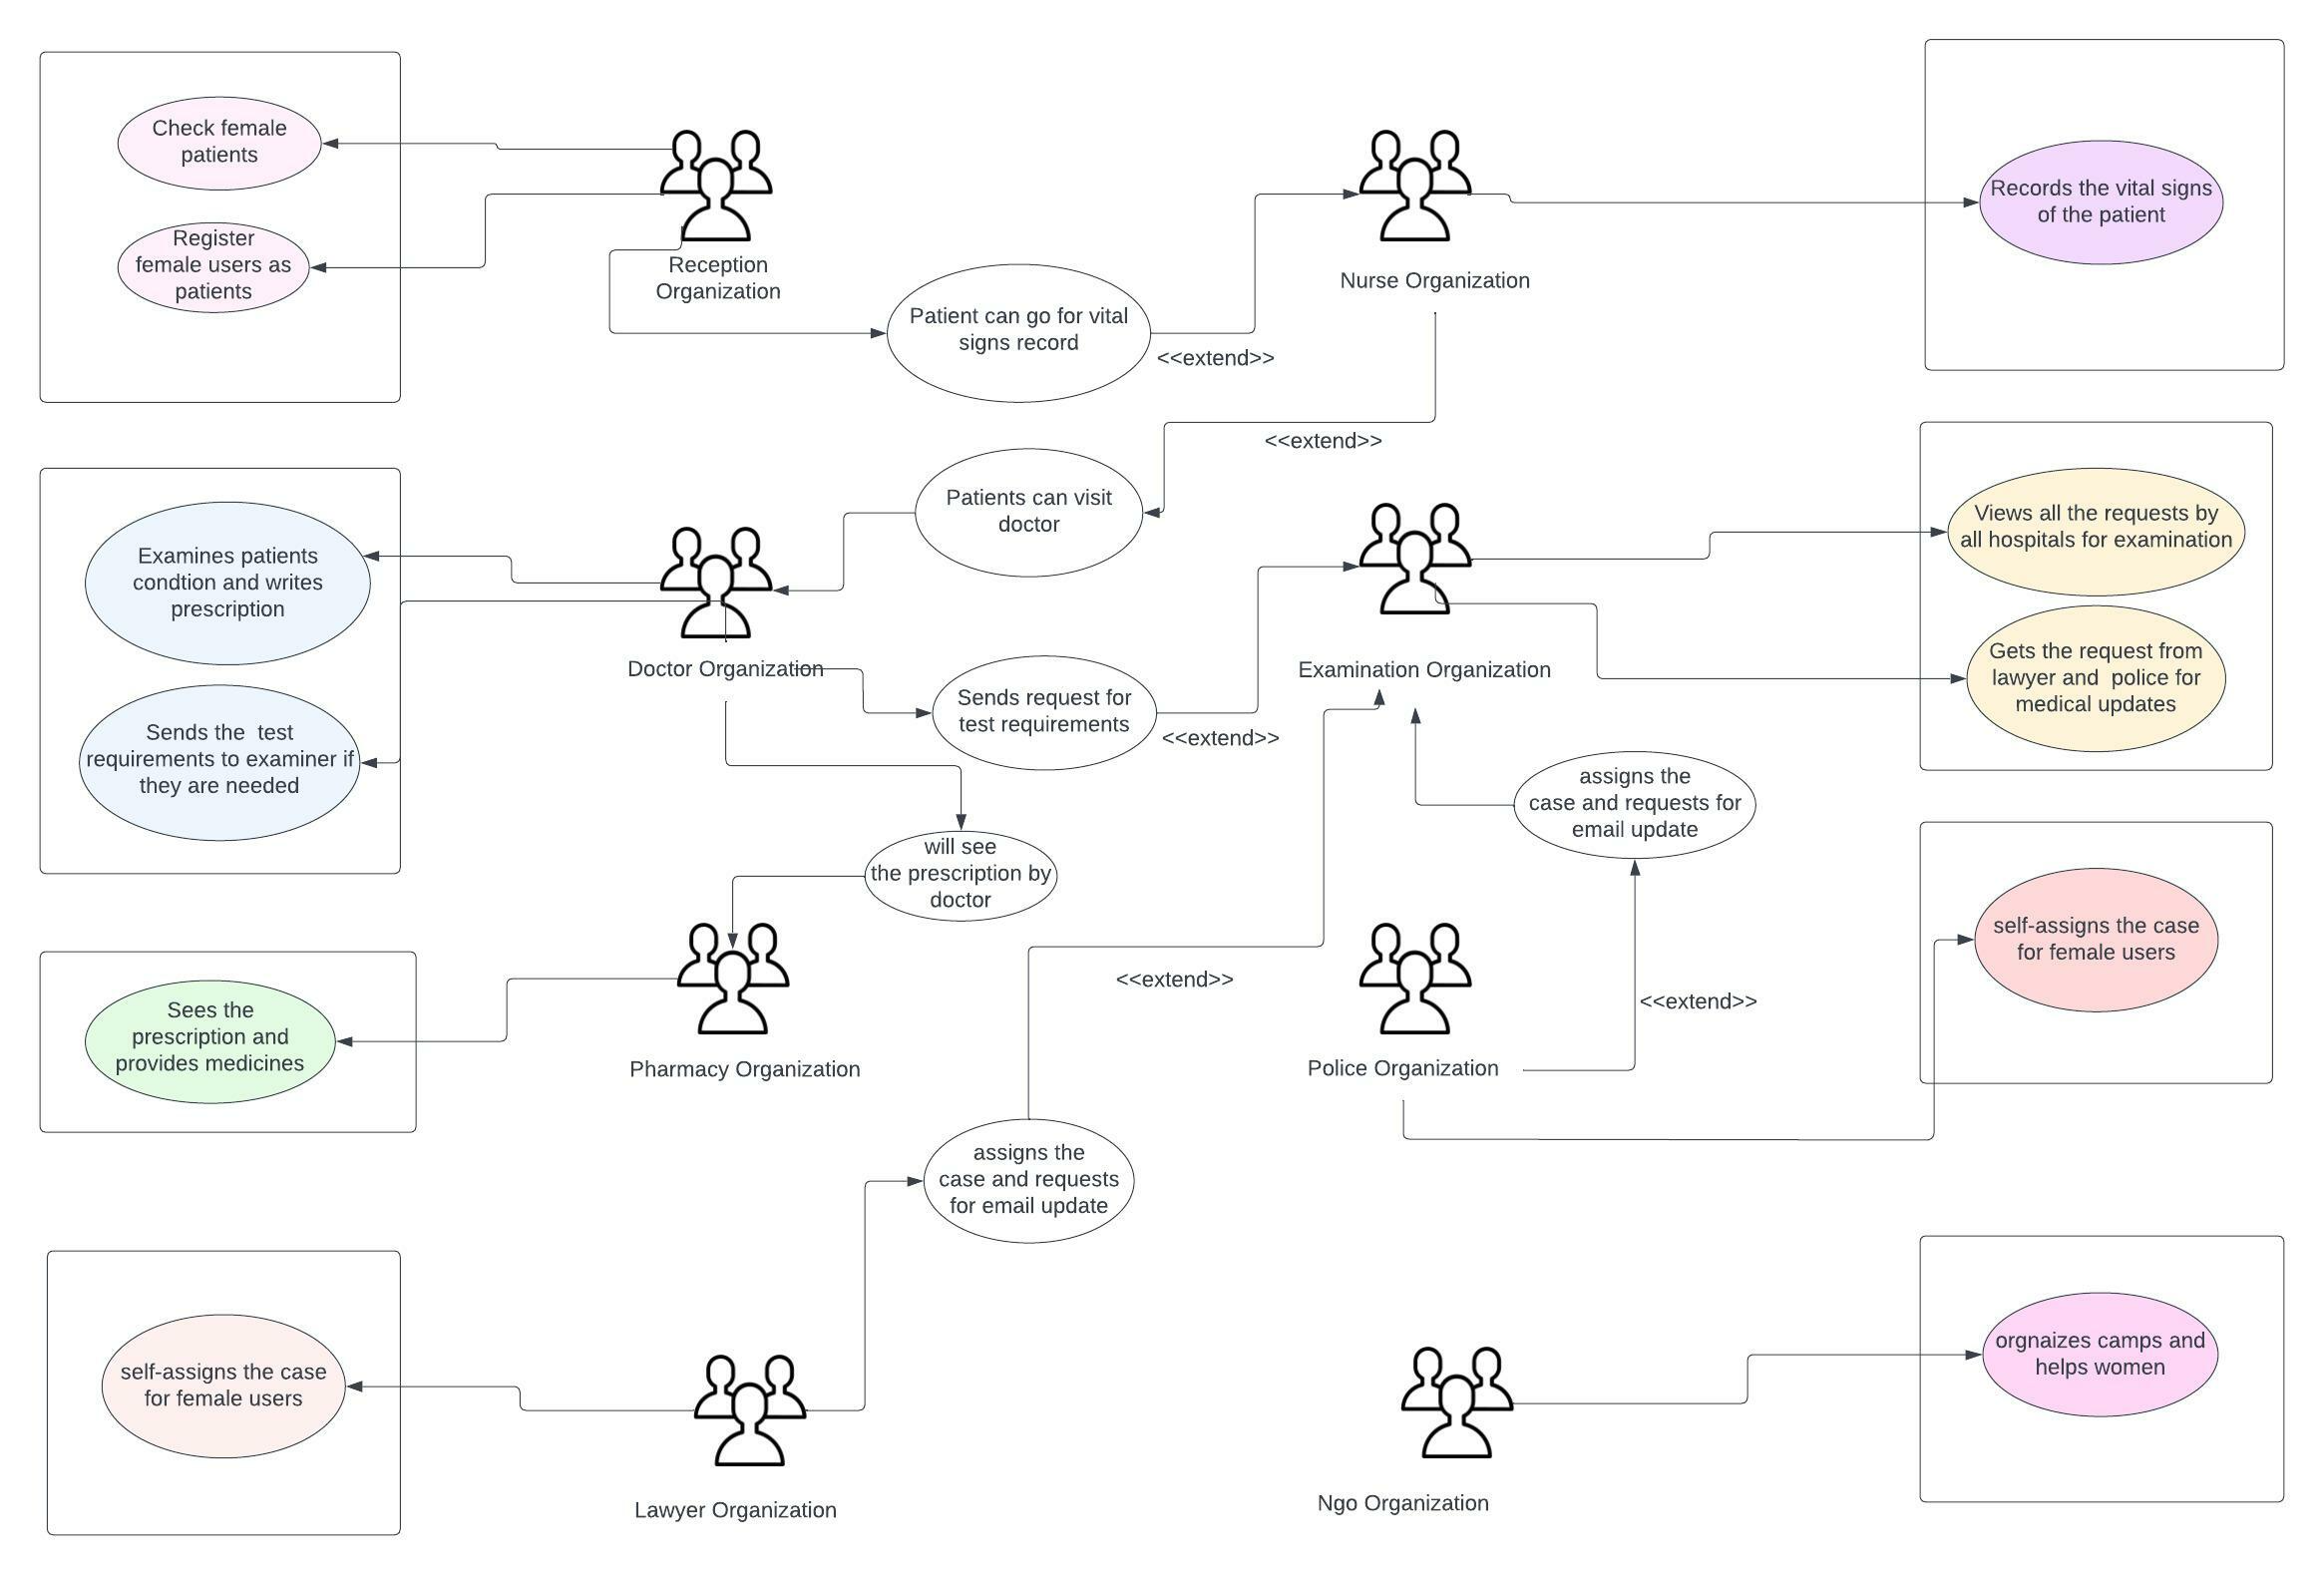 Check female
patients
Register
female users as
patients
Reception
Organization
Patient can go for vital
signs record
<<extend>>
Nurse Organization
Records the vital signs
of the patient
<<extend>>
Patients can visit
doctor
Examines patients
condtion and writes
prescription
Sends the  test
requirements to examiner if
they are needed
Doctor Organization
Sends request for
test requirements
<<extend>>
Examination Organization
Views all the requests by
all hospitals for examination
Gets the request from
lawyer and  police for
medical updates
assigns the
case and requests for
email update
will see
the prescription by
doctor
Sees the
prescription and
provides medicines
Pharmacy Organization
<<extend>>
Police Organization
<<extend>>
self-assigns the case
for female users
assigns the
case and requests
for email update
self-assigns the case
for female users
Lawyer Organization
Ngo Organization
orgnaizes camps and
helps women